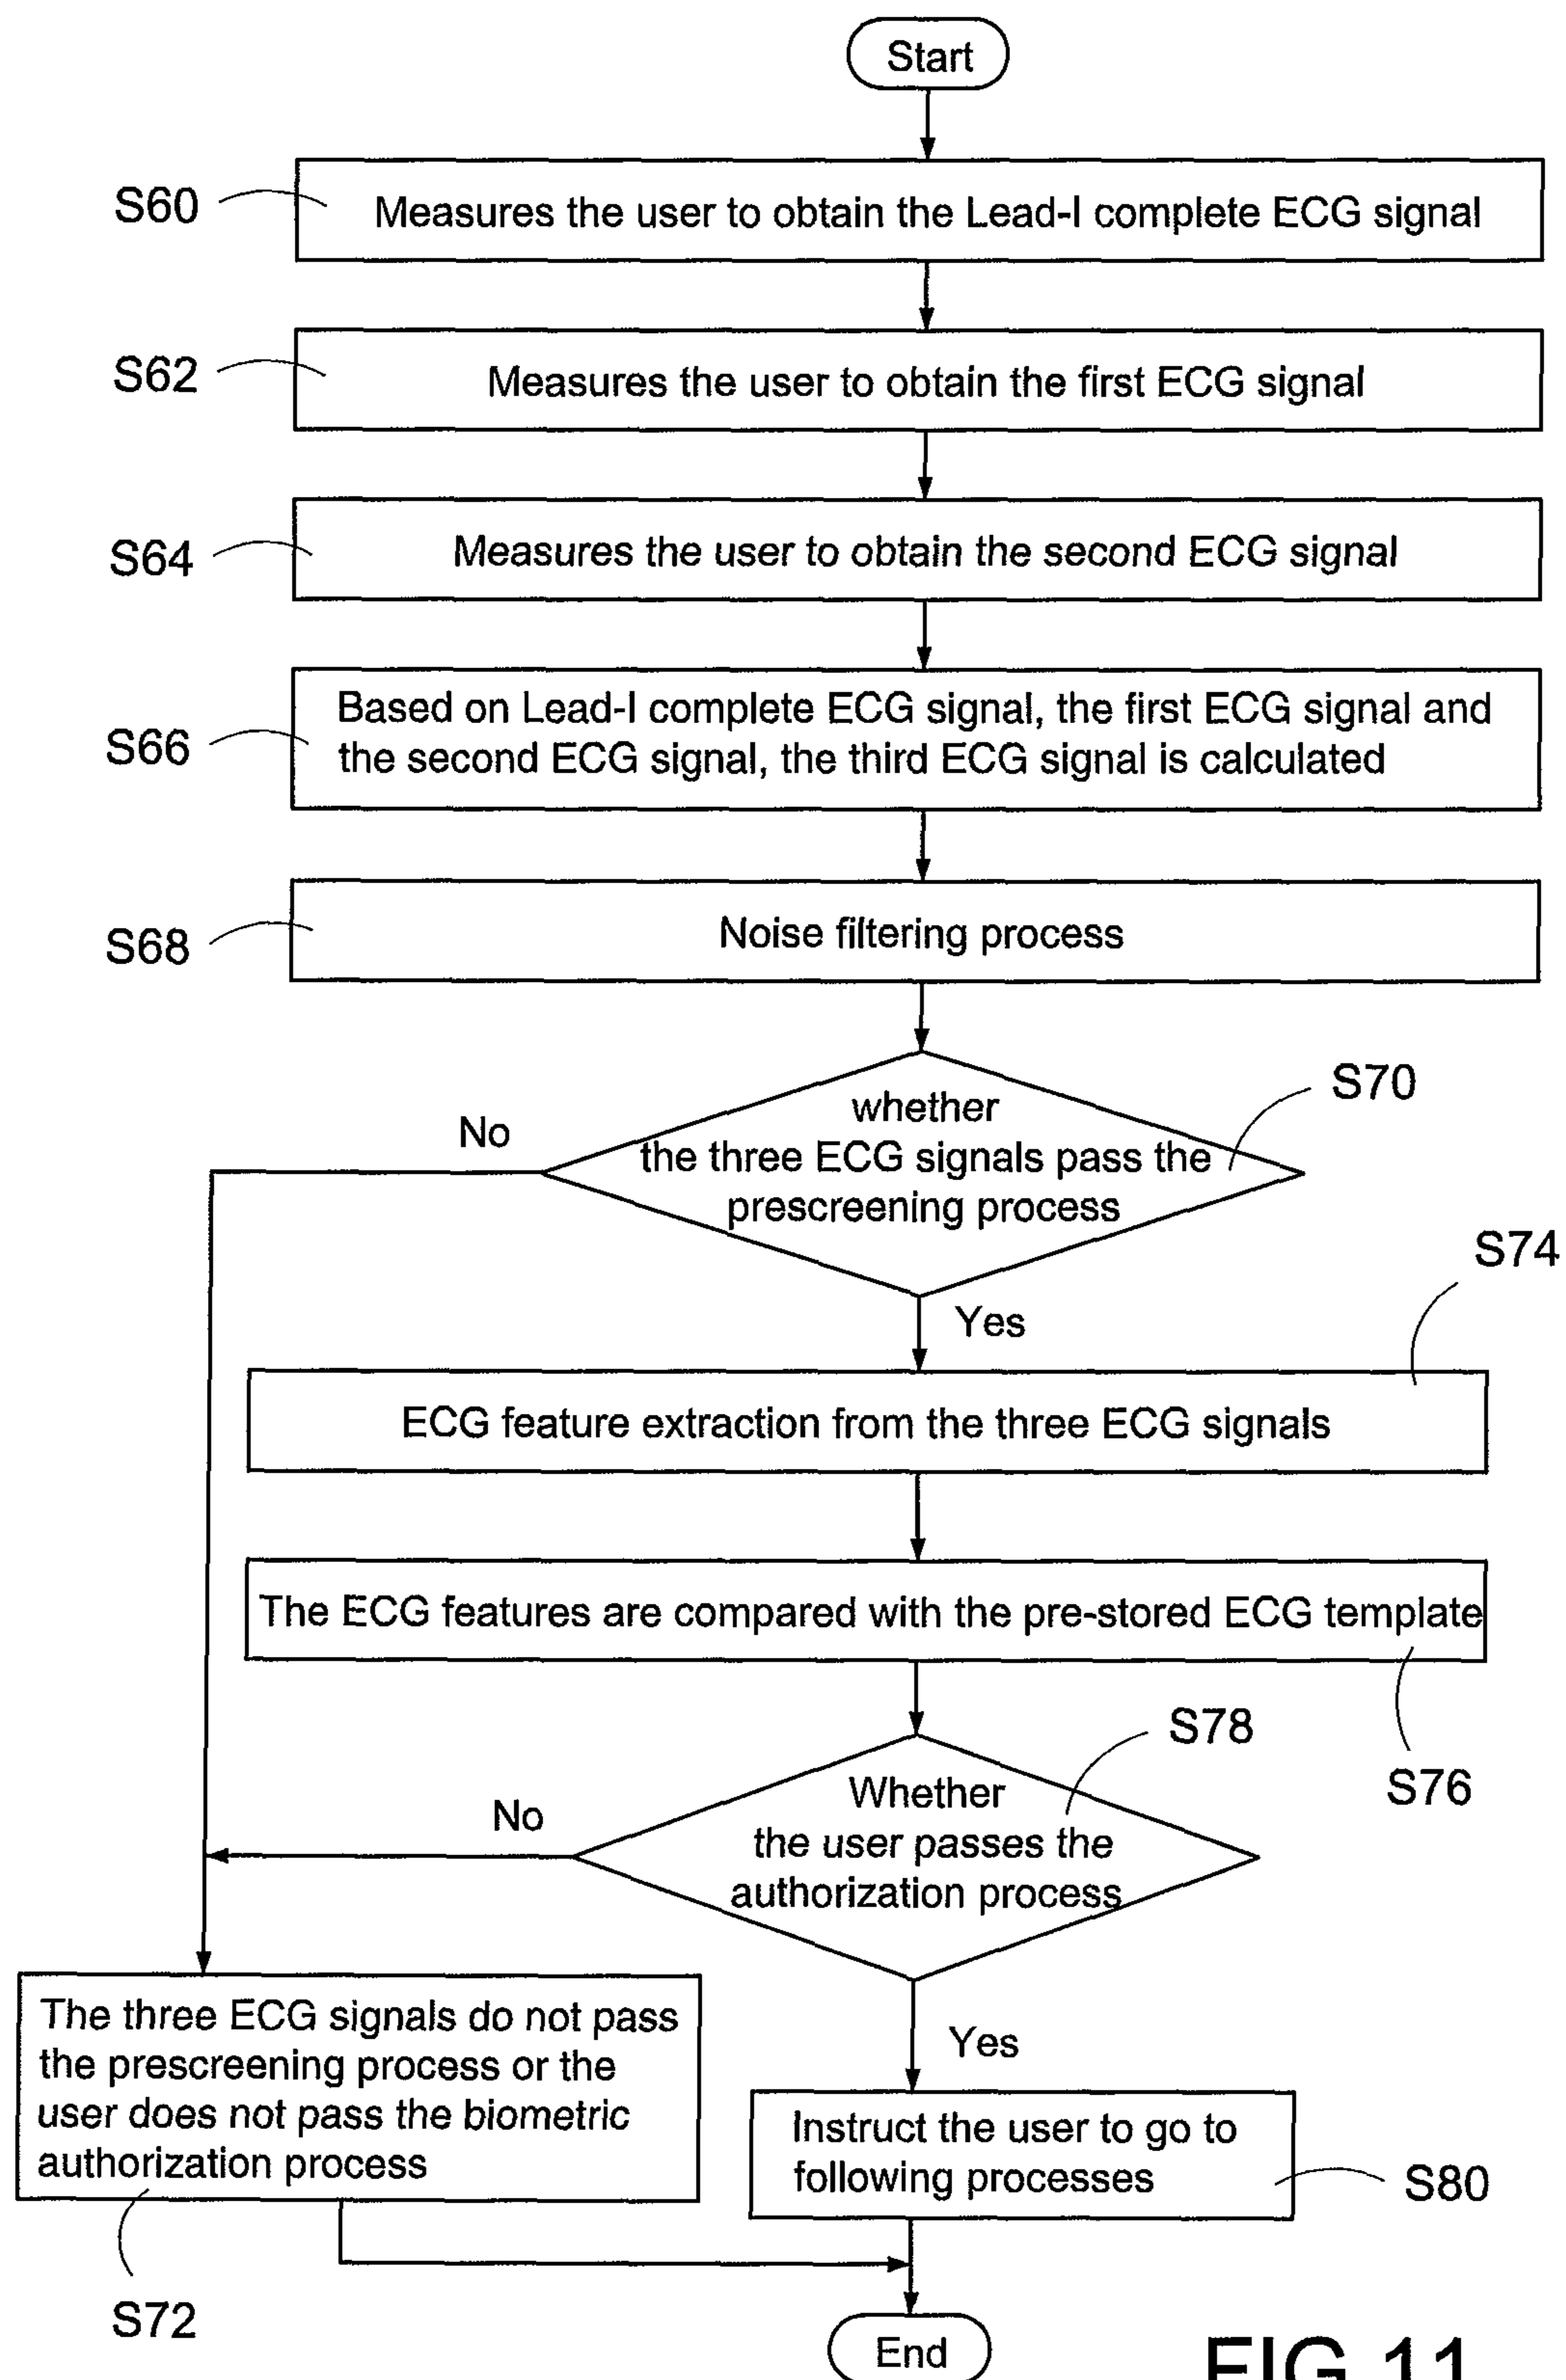 Start
S60
Measures the user to obtain the Lead-I complete ECG signal
S62
Measures the user to obtain the first ECG signal
S64
Measures the user to obtain the second ECG signal
S66
Based on Lead-I complete ECG signal, the first ECG signal and
the second ECG signal, the third ECG signal is calculated
S68
Noise filtering process
S70
whether
the three ECG signals pass the
prescreening process
No
Yes
S74
ECG feature extraction from the three ECG signals
The ECG features are compared with the pre-stored ECG template
S76
S78
Whether
the user passes the
authorization process
No
Yes
The three ECG signals do not pass
the prescreening process or the
user does not pass the biometric
authorization process
S72
Instruct the user to go to
following processes
S80
End
FIG.11